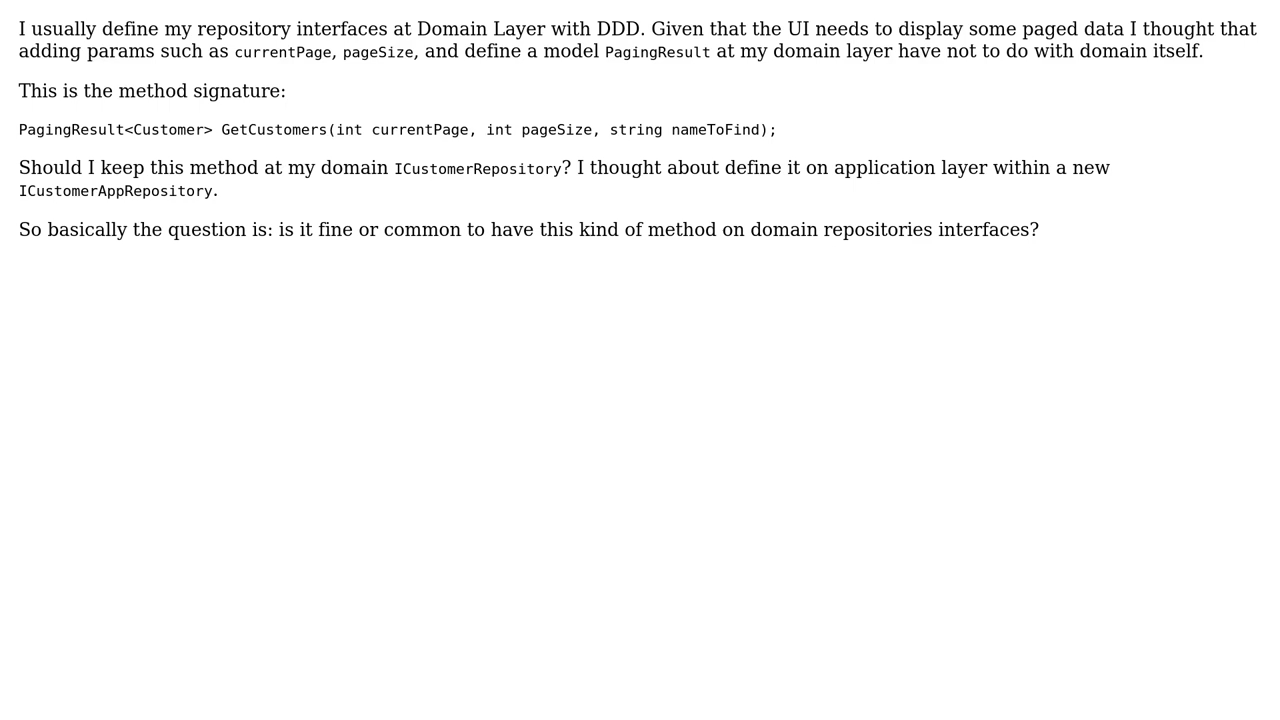 I usually define my repository interfaces at Domain Layer with DDD. Given that the UI needs to display some paged data I thought that
adding params such as currentPage, pageSize, and define a model PagingResult at my domain layer have not to do with domain itself.
This is the method signature:
PagingResult<Customer> GetCustomers(int currentPage, int pageSize, string nameToFind);
Should I keep this method at my domain ICustomerRepository? I thought about define it on application layer within a new
ICustomerAppRepository.
So basically the question is: is it fine or common to have this kind of method on domain repositories interfaces?